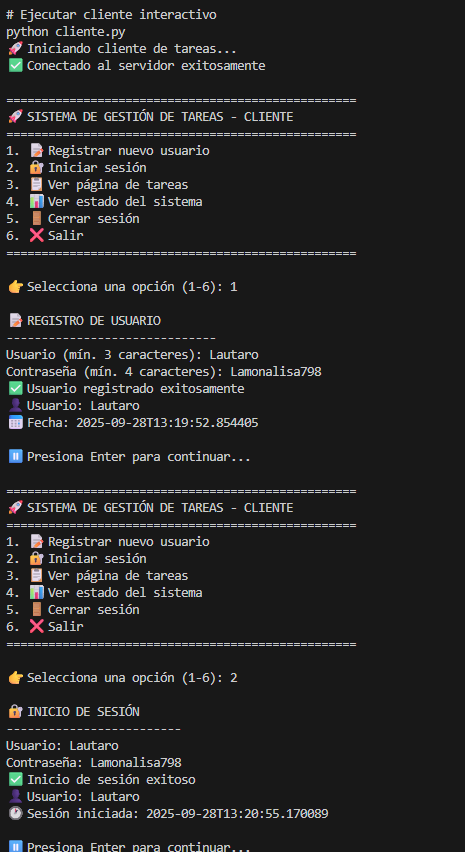 # Ejecutar cliente interactivo
python cliente.py
🚀 Iniciando cliente de tareas...
✅ Conectado al servidor exitosamente
==================================================
🚀 SISTEMA DE GESTIÓN DE TAREAS - CLIENTE
==================================================
1. 📝 Registrar nuevo usuario
2. 🔐 Iniciar sesión
3. 📋 Ver página de tareas
4. 📊 Ver estado del sistema
5. 🚪 Cerrar sesión
6. ❌ Salir
==================================================
👉 Selecciona una opción (1-6): 1
📝 REGISTRO DE USUARIO
------------------------------
Usuario (mín. 3 caracteres): Lautaro
Contraseña (mín. 4 caracteres): Lamonalisa798
✅ Usuario registrado exitosamente
👤 Usuario: Lautaro
📅 Fecha: 2025-09-28T13:19:52.854405
⏸️ Presiona Enter para continuar...
==================================================
🚀 SISTEMA DE GESTIÓN DE TAREAS - CLIENTE
==================================================
1. 📝 Registrar nuevo usuario
2. 🔐 Iniciar sesión
3. 📋 Ver página de tareas
4. 📊 Ver estado del sistema
5. 🚪 Cerrar sesión
6. ❌ Salir
==================================================
👉 Selecciona una opción (1-6): 2
🔐 INICIO DE SESIÓN
-------------------------
Usuario: Lautaro
Contraseña: Lamonalisa798
✅ Inicio de sesión exitoso
👤 Usuario: Lautaro
🕐 Sesión iniciada: 2025-09-28T13:20:55.170089
⏸️ Presiona Enter para continuar...